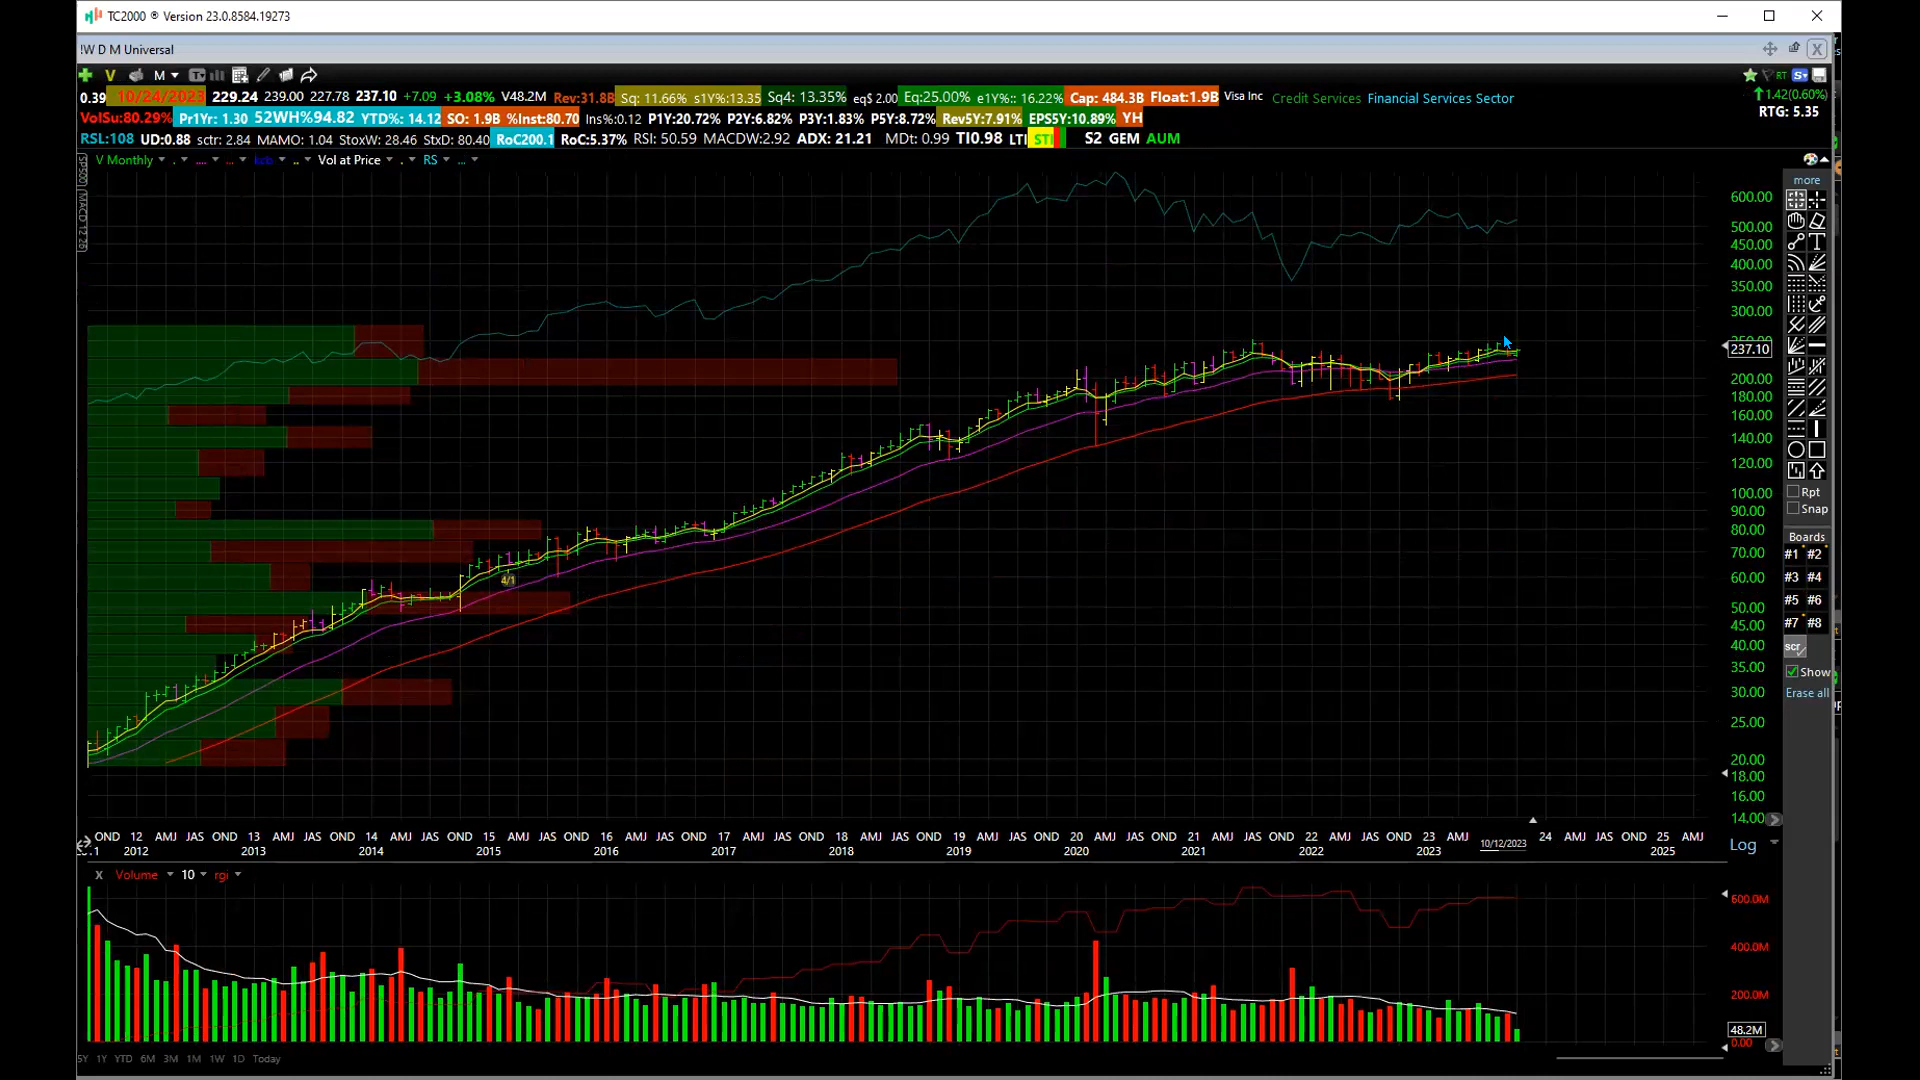 TC2000 ® Version 23.0.8584.19273
!W D M Universal
V M
0.39 10/24/2023 229.24 239.00 227.78 237.10 +7.09 +3.08% V48.2M Rev:31.8B Sq: 11.66% s1Y%:13.35 Sq4: 13.35% eq$ 2.00 Eq:25.00% e1Y%:: 16.22% Cap: 484.3B Float:1.9B Visa Inc Credit Services Financial Services Sector
RT S
1.42(0.60%)
VolSu:80.29% Pr1Yr: 1.30 52WH%94.82 YTD%: 14.12 SO: 1.9B %Inst:80.70 Ins%:0.12 P1Y:20.72% P2Y:6.82% P3Y:1.83% P5Y:8.72% Rev5Y:7.91% EPS5Y:10.89% YH
RTG: 5.35
RSL:108 UD:0.88 sctr: 2.84 MAMO: 1.04 StoxW: 28.46 StxD: 80.40 RoC200.1 RoC:5.37% RSI: 50.59 MACDW:2.92 ADX: 21.21 MDt: 0.99 TI0.98 LTI STI S2 GEM AUM
V Monthly Vol at Price RS
SP500
MACD 12 26
more
600.00
500.00
450.00
400.00
350.00
300.00
237.10
200.00
180.00
160.00
140.00
120.00
100.00
90.00
80.00
70.00
60.00
50.00
45.00
40.00
35.00
30.00
25.00
20.00
18.00
16.00
14.00
4/1
Rpt
Snap
Boards
#1 #2
#3 #4
#5 #6
#7 #8
scr
Show
Erase all
OND 12 AMJ JAS OND 13 AMJ JAS OND 14 AMJ JAS OND 15 AMJ JAS OND 16 AMJ JAS OND 17 AMJ JAS OND 18 AMJ JAS OND 19 AMJ JAS OND 20 AMJ JAS OND 21 AMJ JAS OND 22 AMJ JAS OND 23 AMJ 24 AMJ JAS OND 25 AMJ
2012 2013 2014 2015 2016 2017 2018 2019 2020 2021 2022 2023 10/12/2023 2025
Log
X Volume 10 rgi
600.0M
400.0M
200.0M
48.2M
0.00
5Y 1Y YTD 6M 3M 1M 1W 1D Today